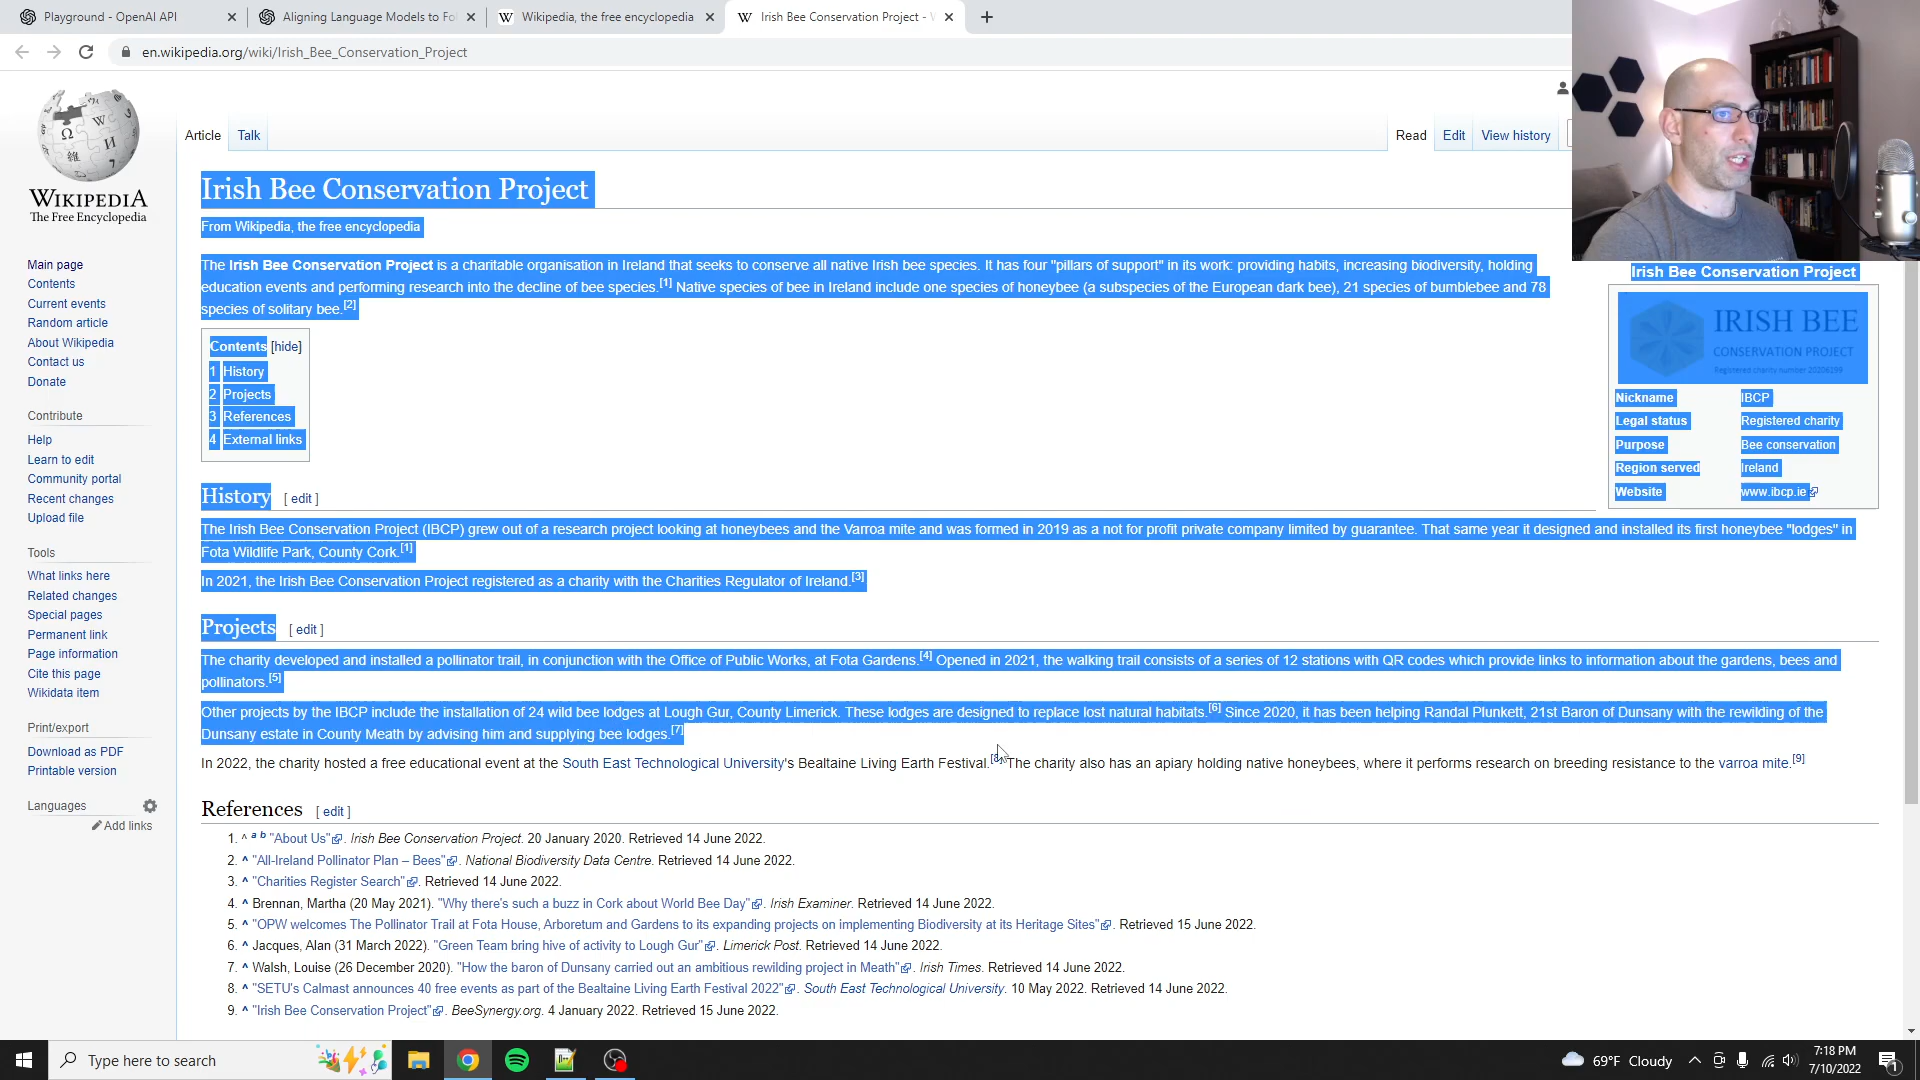 Playground - OpenAI API
Aligning Language Models to Fol
Wikipedia, the free encyclopedia
Irish Bee Conservation Project -
en.wikipedia.org/wiki/Irish_Bee_Conservation_Project
WIKIPEDIA
The Free Encyclopedia
Main page
Contents
Current events
Random article
About Wikipedia
Contact us
Donate
Contribute
Help
Learn to edit
Community portal
Recent changes
Upload file
Tools
What links here
Related changes
Special pages
Permanent link
Page information
Cite this page
Wikidata item
Print/export
Download as PDF
Printable version
Languages
Add links
Article Talk
Read Edit View history
Irish Bee Conservation Project
From Wikipedia, the free encyclopedia
The Irish Bee Conservation Project is a charitable organisation in Ireland that seeks to conserve all native Irish bee species. It has four "pillars of support" in its work: providing habits, increasing biodiversity, holding
education events and performing research into the decline of bee species.[1] Native species of bee in Ireland include one species of honeybee (a subspecies of the European dark bee), 21 species of bumblebee and 78
species of solitary bee.[2]
Contents [hide]
1 History
2 Projects
3 References
4 External links
Irish Bee Conservation Project
IRISH BEE
CONSERVATION PROJECT
Registered charity number 20206199
Nickname IBCP
Legal status Registered charity
Purpose Bee conservation
Region served Ireland
Website www.ibcp.ie
History [ edit ]
The Irish Bee Conservation Project (IBCP) grew out of a research project looking at honeybees and the Varroa mite and was formed in 2019 as a not for profit private company limited by guarantee. That same year it designed and installed its first honeybee "lodges" in
Fota Wildlife Park, County Cork.[1]
In 2021, the Irish Bee Conservation Project registered as a charity with the Charities Regulator of Ireland.[3]
Projects [ edit ]
The charity developed and installed a pollinator trail, in conjunction with the Office of Public Works, at Fota Gardens.[4] Opened in 2021, the walking trail consists of a series of 12 stations with QR codes which provide links to information about the gardens, bees and
pollinators.[5]
Other projects by the IBCP include the installation of 24 wild bee lodges at Lough Gur, County Limerick. These lodges are designed to replace lost natural habitats.[6] Since 2020, it has been helping Randal Plunkett, 21st Baron of Dunsany with the rewilding of the
Dunsany estate in County Meath by advising him and supplying bee lodges.[7]
In 2022, the charity hosted a free educational event at the South East Technological University's Bealtaine Living Earth Festival.[8] The charity also has an apiary holding native honeybees, where it performs research on breeding resistance to the varroa mite.[9]
References [ edit ]
1. ^ a b "About Us". Irish Bee Conservation Project. 20 January 2020. Retrieved 14 June 2022.
2. ^ "All-Ireland Pollinator Plan – Bees". National Biodiversity Data Centre. Retrieved 14 June 2022.
3. ^ "Charities Register Search". Retrieved 14 June 2022.
4. ^ Brennan, Martha (20 May 2021). "Why there's such a buzz in Cork about World Bee Day". Irish Examiner. Retrieved 14 June 2022.
5. ^ "OPW welcomes The Pollinator Trail at Fota House, Arboretum and Gardens to its expanding projects on implementing Biodiversity at its Heritage Sites". Retrieved 15 June 2022.
6. ^ Jacques, Alan (31 March 2022). "Green Team bring hive of activity to Lough Gur". Limerick Post. Retrieved 14 June 2022.
7. ^ Walsh, Louise (26 December 2020). "How the baron of Dunsany carried out an ambitious rewilding project in Meath". Irish Times. Retrieved 14 June 2022.
8. ^ "SETU's Calmast announces 40 free events as part of the Bealtaine Living Earth Festival 2022". South East Technological University. 10 May 2022. Retrieved 14 June 2022.
9. ^ "Irish Bee Conservation Project". BeeSynergy.org. 4 January 2022. Retrieved 15 June 2022.
Type here to search
69°F Cloudy
7:18 PM
7/10/2022
1